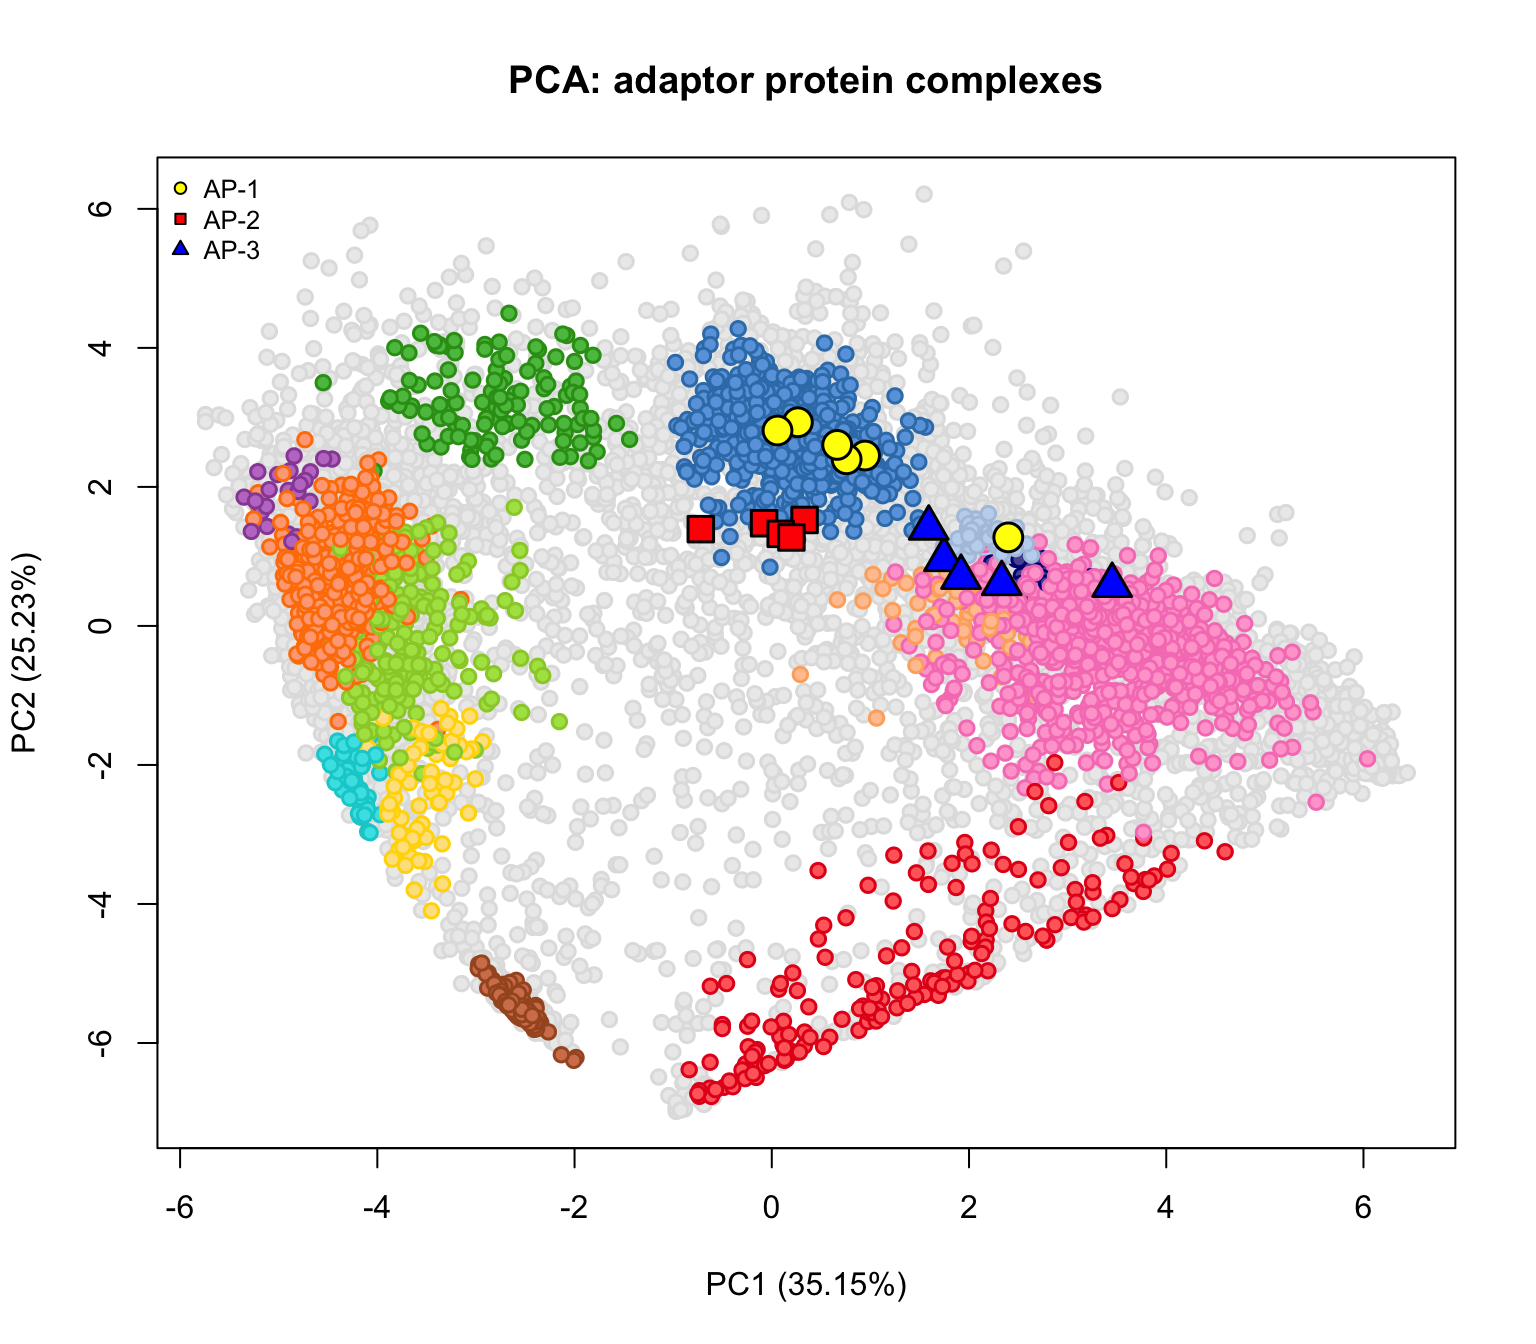 PCA: adaptor protein complexes
AP-1
AP-2
AP-3
6
4
2
0
-2
-4
-6
PC2 (25.23%)
-6 -4 -2 0 2 4 6
PC1 (35.15%)